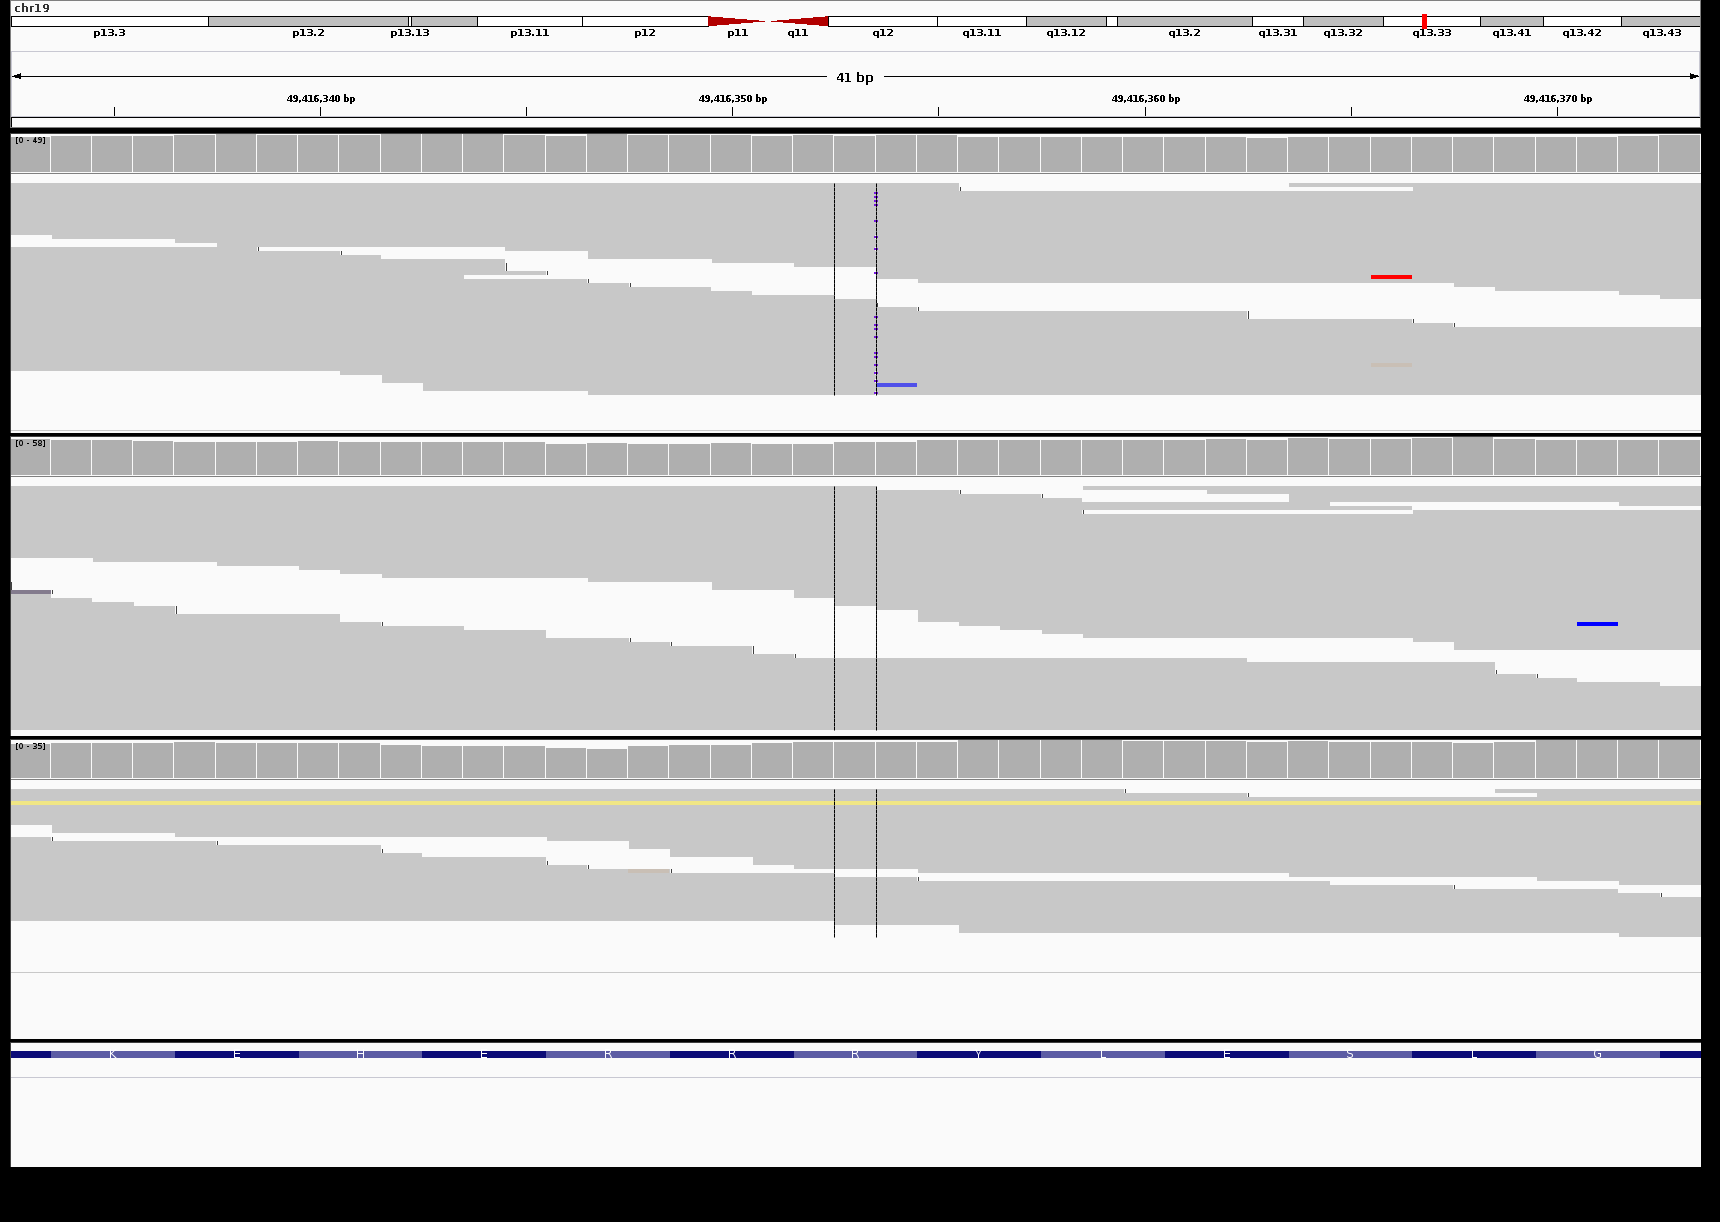 chr19
p13.3 p13.2 p13.13 p13.11 p12 p11 q11 q12 q13.11 q13.12 q13.2 q13.31 q13.32 q13.33 q13.41 q13.42 q13.43
41 bp
49,416,340 bp 49,416,350 bp 49,416,360 bp 49,416,370 bp
[0 - 49]
[0 - 58]
[0 - 35]
K E H E R R R Y L E S L G